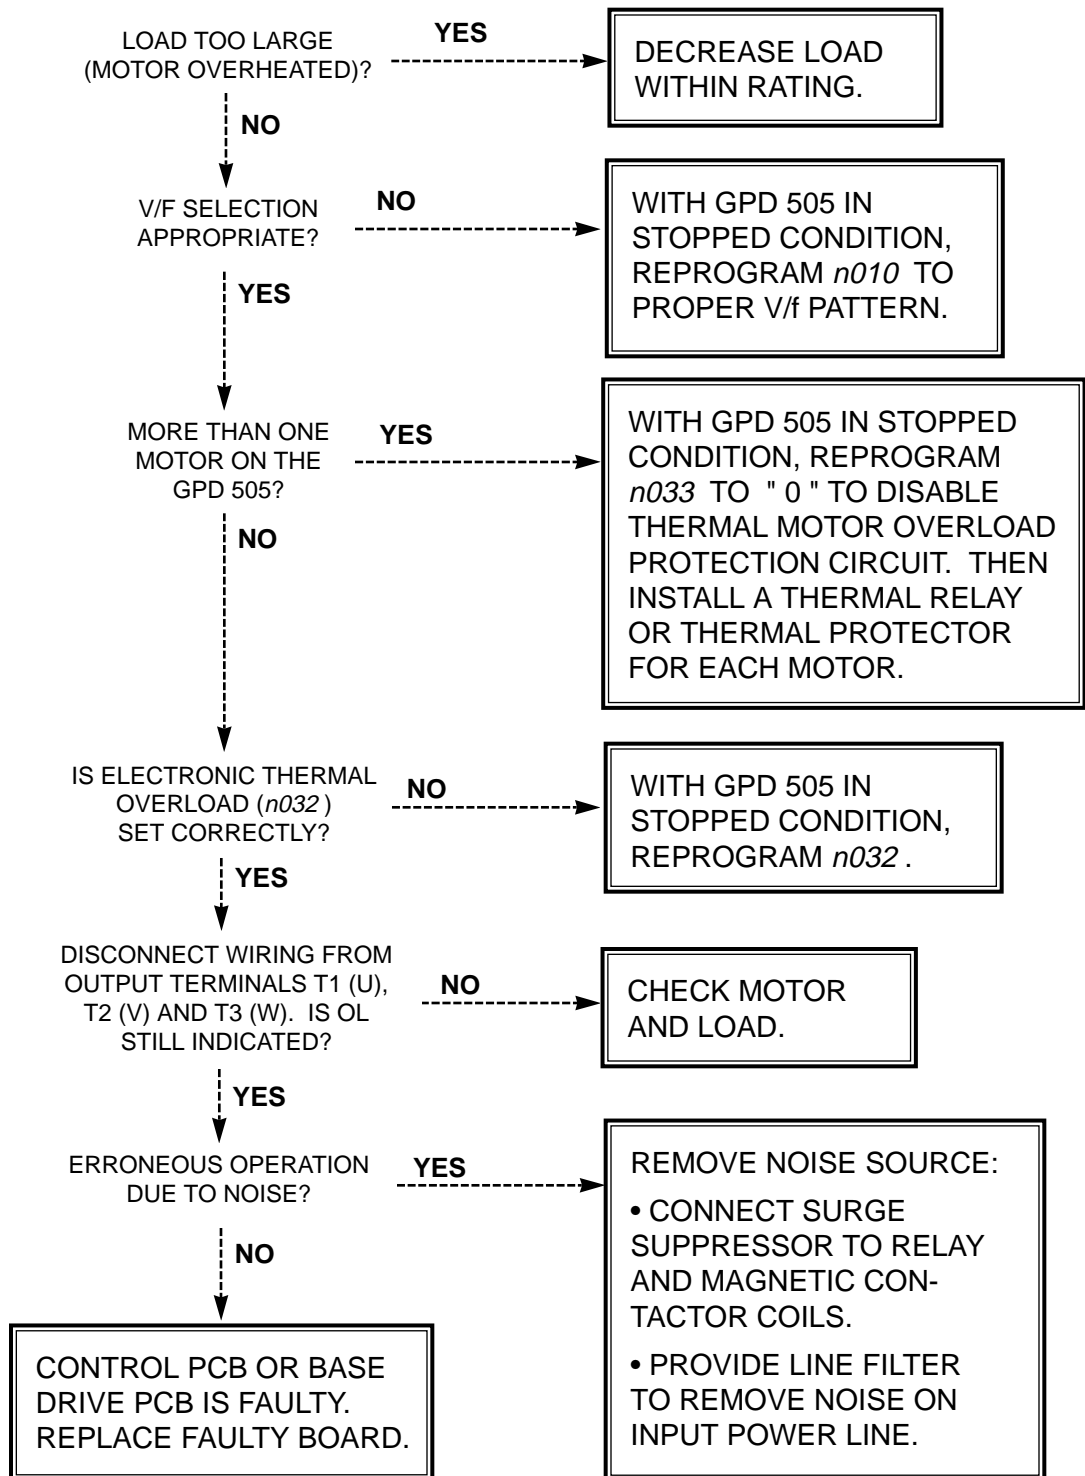 LOAD TOO LARGE
(MOTOR OVERHEATED)?
YES
DECREASE LOAD
WITHIN RATING.
NO
V/F SELECTION
APPROPRIATE?
NO
WITH GPD 505 IN
STOPPED CONDITION,
REPROGRAM n010 TO
PROPER V/f PATTERN.
YES
MORE THAN ONE
MOTOR ON THE
GPD 505?
YES
WITH GPD 505 IN STOPPED
CONDITION, REPROGRAM
n033 TO " 0 " TO DISABLE
THERMAL MOTOR OVERLOAD
PROTECTION CIRCUIT. THEN
INSTALL A THERMAL RELAY
OR THERMAL PROTECTOR
FOR EACH MOTOR.
NO
IS ELECTRONIC THERMAL
OVERLOAD (n032 )
SET CORRECTLY?
NO
WITH GPD 505 IN
STOPPED CONDITION,
REPROGRAM n032 .
YES
DISCONNECT WIRING FROM
OUTPUT TERMINALS T1 (U),
T2 (V) AND T3 (W). IS OL
STILL INDICATED?
NO
CHECK MOTOR
AND LOAD.
YES
ERRONEOUS OPERATION
DUE TO NOISE?
YES
REMOVE NOISE SOURCE:
• CONNECT SURGE
SUPPRESSOR TO RELAY
AND MAGNETIC CON-
TACTOR COILS.
• PROVIDE LINE FILTER
TO REMOVE NOISE ON
INPUT POWER LINE.
NO
CONTROL PCB OR BASE
DRIVE PCB IS FAULTY.
REPLACE FAULTY BOARD.